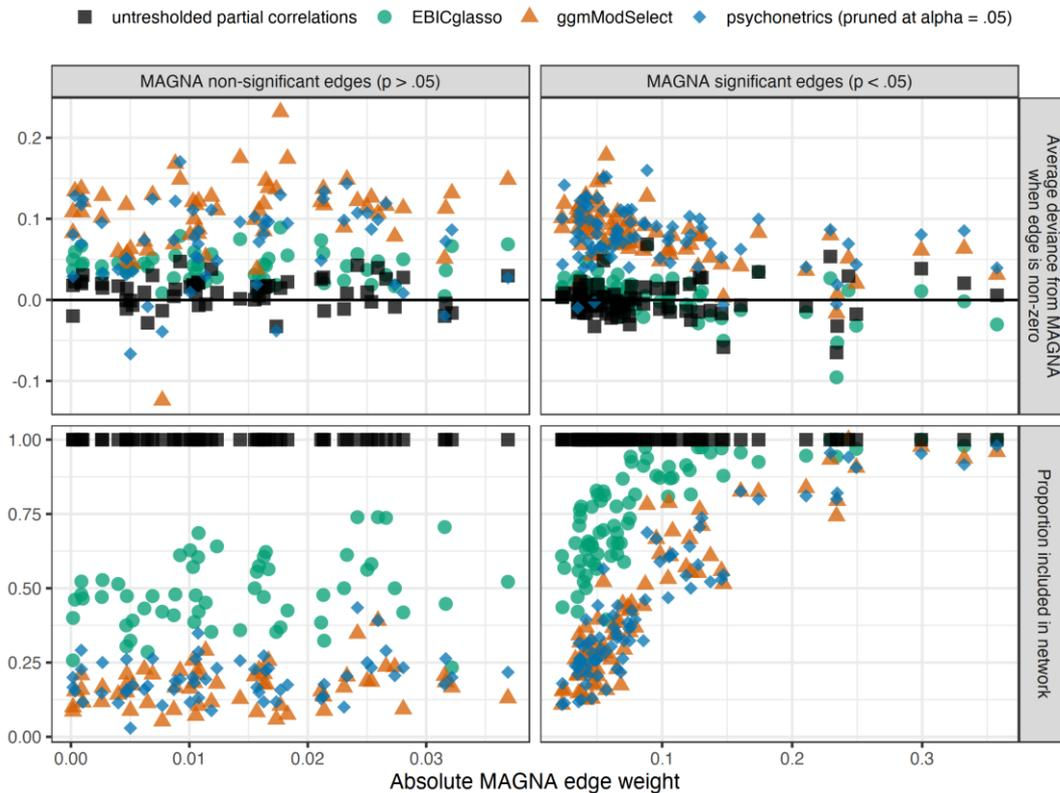 untresholded partial correlations EBICglasso ggmModSelect psychonetrics (pruned at alpha = .05)
MAGNA non-significant edges (p > .05) MAGNA significant edges (p < .05)
0.2
0.1
0.0
-0.1
Average deviance from MAGNA
when edge is non-zero
1.00
0.75
0.50
0.25
0.00
Proportion included in network
0.00 0.01 0.02 0.03 0.1 0.2 0.3
Absolute MAGNA edge weight